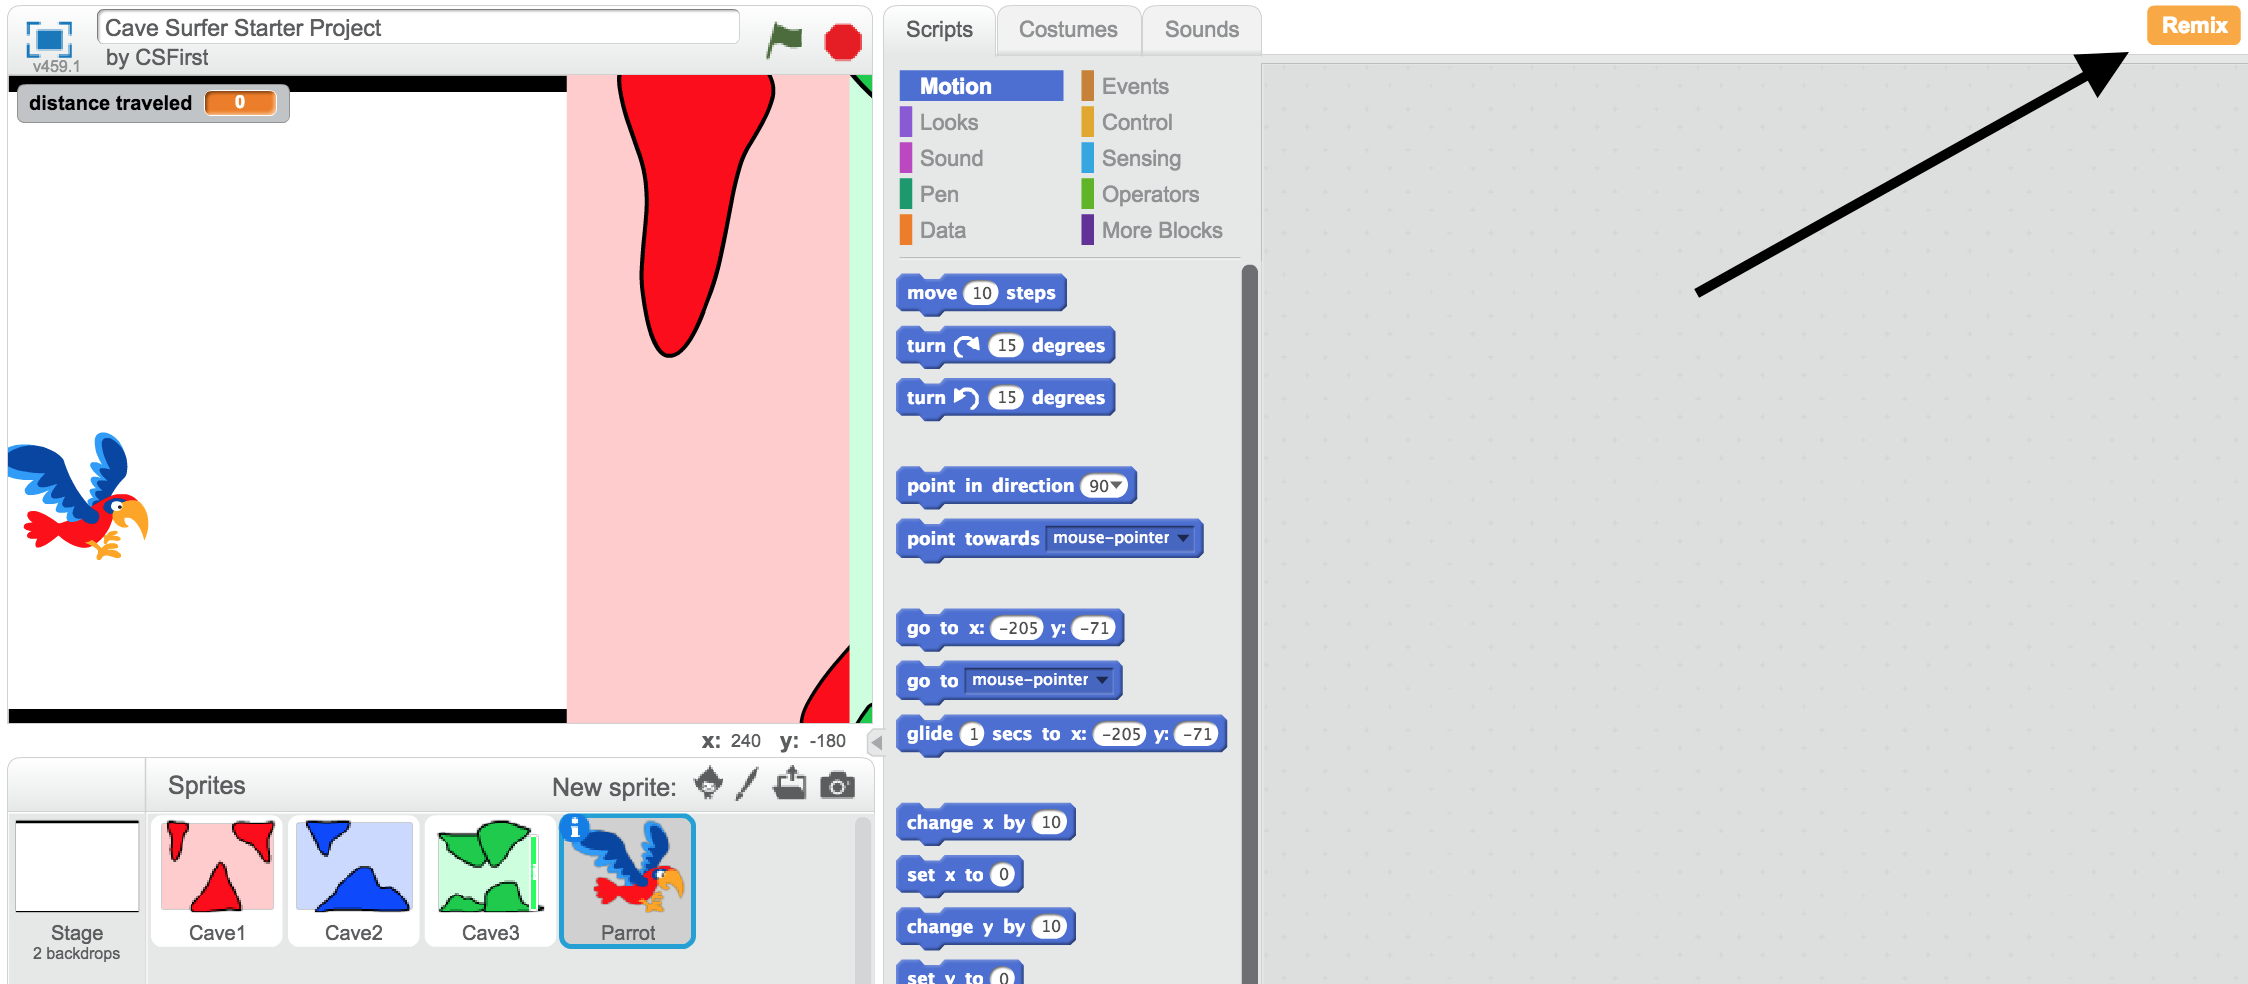 Cave Surfer Starter Project
by CSFirst
v459.1
distance traveled 0
x: 240 y: -180
Sprites
New sprite:
Stage
2 backdrops
Cave1
Cave2
Cave3
i
Parrot
Scripts
Costumes
Sounds
Remix
Motion
Looks
Sound
Pen
Data
Events
Control
Sensing
Operators
More Blocks
move 10 steps
turn 15 degrees
turn 15 degrees
point in direction 90
point towards mouse-pointer
go to x: -205 y: -71
go to mouse-pointer
glide 1 secs to x: -205 y: -71
change x by 10
set x to 0
change y by 10
set y to 0